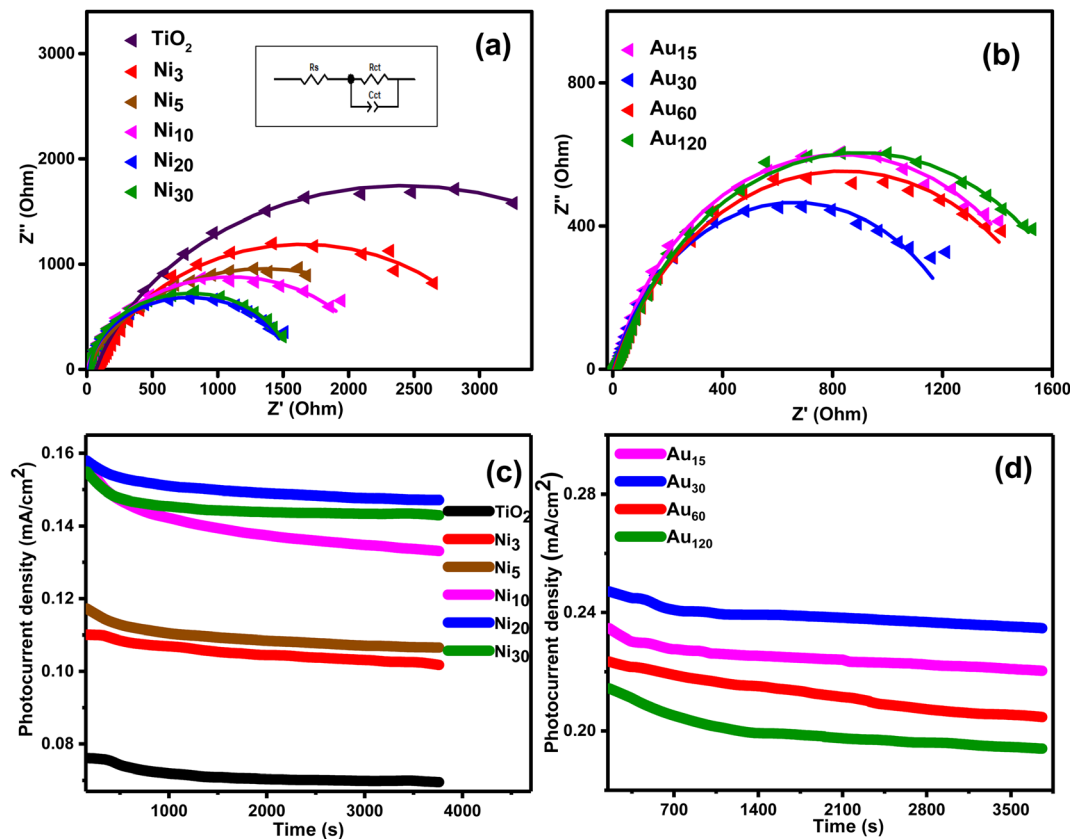 (a)
TiO2
Ni3
Ni5
Ni10
Ni20
Ni30
Rs
Rct
Cct
3000
2000
1000
0
Z'' (Ohm)
0 500 1000 1500 2000 2500 3000
Z' (Ohm)
(b)
Au15
Au30
Au60
Au120
800
400
0
Z'' (Ohm)
0 400 800 1200 1600
Z' (Ohm)
(c)
0.16
0.14
0.12
0.10
0.08
Photocurrent density (mA/cm2)
TiO2
Ni3
Ni5
Ni10
Ni20
Ni30
1000 2000 3000 4000
Time (s)
(d)
Au15
Au30
Au60
Au120
0.28
0.24
0.20
Photocurrent density (mA/cm2)
700 1400 2100 2800 3500
Time (s)